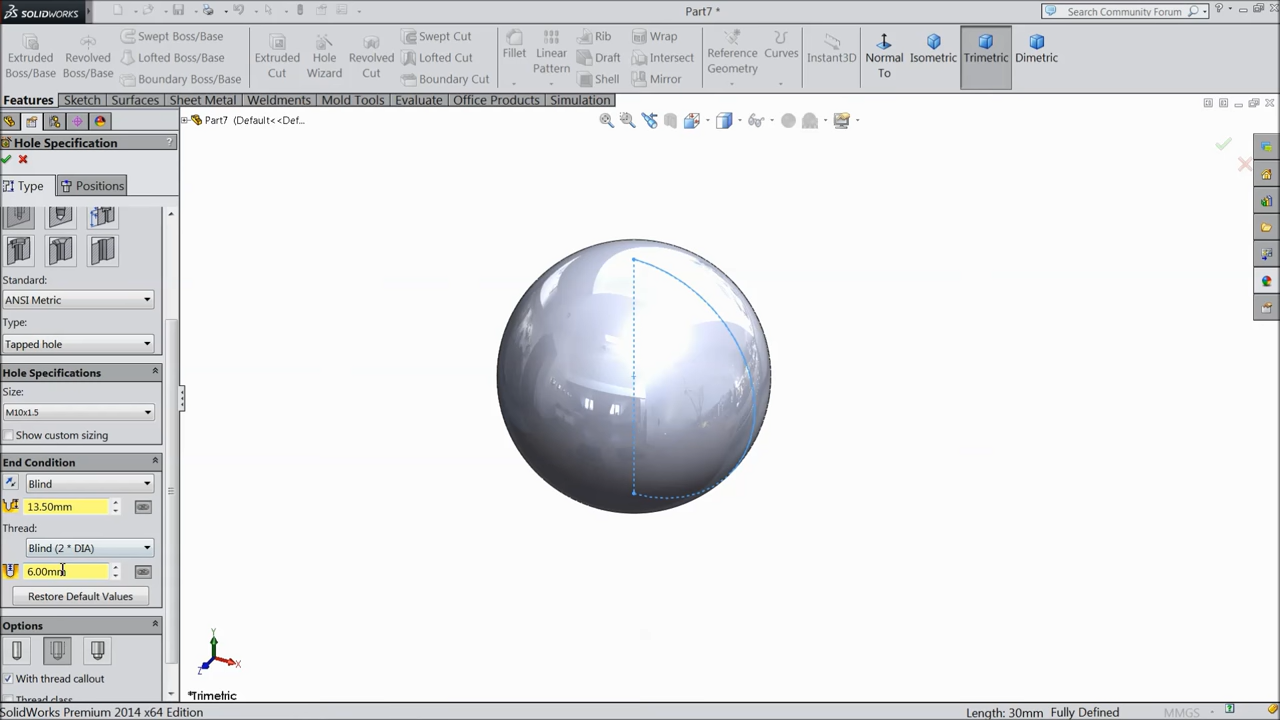 SOLIDWORKS
Part7 *
Search Community Forum
Extruded Boss/Base
Revolved Boss/Base
Swept Boss/Base
Lofted Boss/Base
Boundary Boss/Base
Extruded Cut
Hole Wizard
Revolved Cut
Swept Cut
Lofted Cut
Boundary Cut
Fillet
Linear Pattern
Rib
Draft
Shell
Wrap
Intersect
Mirror
Reference Geometry
Curves
Instant3D
Normal To
Isometric
Trimetric
Dimetric
Features
Sketch
Surfaces
Sheet Metal
Weldments
Mold Tools
Evaluate
Office Products
Simulation
Part7 (Default<<Def...
Hole Specification
?
Type
Positions
Standard:
ANSI Metric
Type:
Tapped hole
Hole Specifications
Size:
M10x1.5
Show custom sizing
End Condition
Blind
13.50mm
Thread:
Blind (2 * DIA)
6.00mm
Restore Default Values
Options
With thread callout
Thread class
Y
X
Z
*Trimetric
SolidWorks Premium 2014 x64 Edition
Length: 30mm
Fully Defined
MMGS